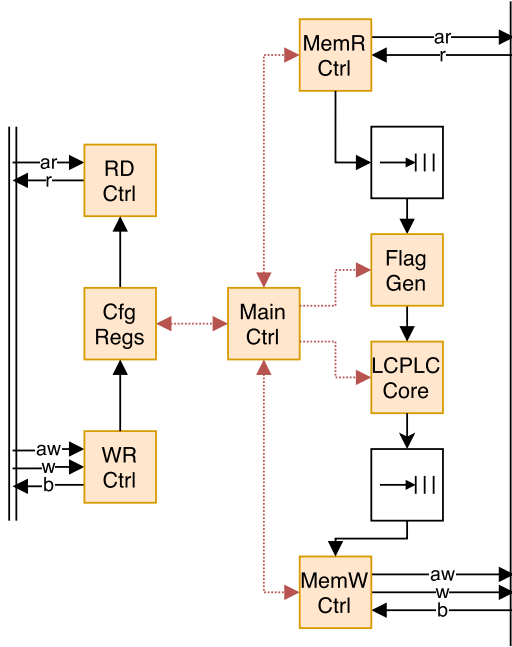 MemR
Ctrl
ar
r
ar
r
RD
Ctrl
Flag
Gen
Cfg
Regs
Main
Ctrl
LCPLC
Core
aw
w
b
WR
Ctrl
MemW
Ctrl
aw
w
b